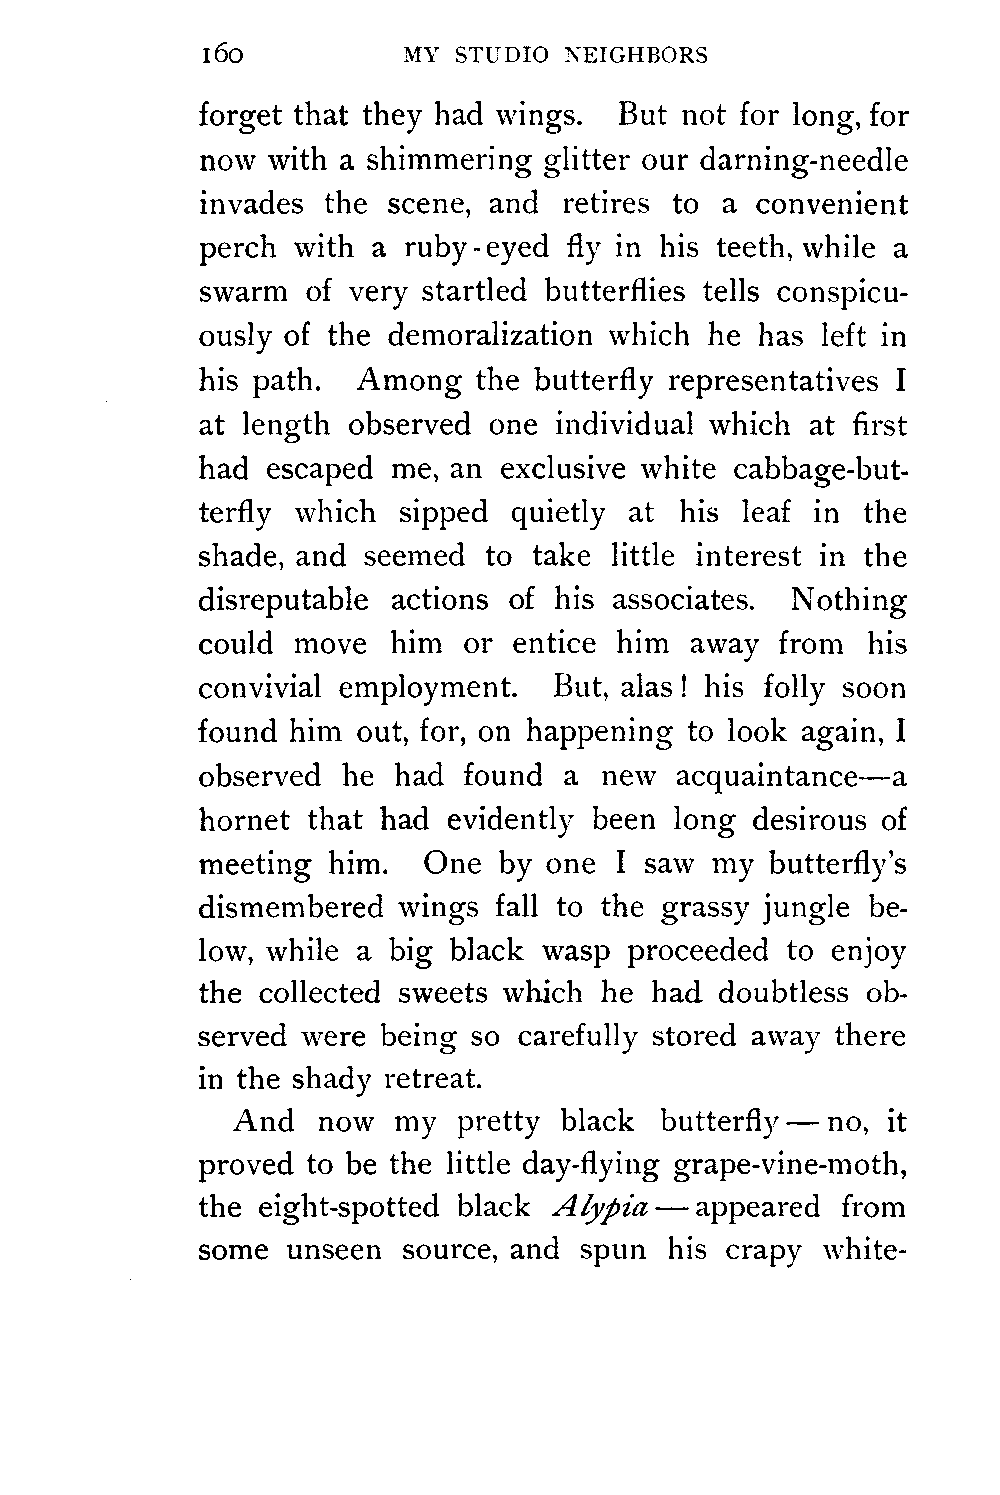 160 MY STUDIO NEIGHBORS
forget that they had wings. But not for long, for
now with a shimmering glitter our darning-needle
invades the scene, and retires to a convenient
perch with a ruby-eyed fly in his teeth, while a
swarm of very startled butterflies tells conspicu-
ously of the demoralization which he has left in
his path. Among the butterfly representatives I
at length observed one individual which at first
had escaped me, an exclusive white cabbage-but-
terfly which sipped quietly at his leaf in the
shade, and seemed to take little interest in the
disreputable actions of his associates. Nothing
could move him or entice him away from his
convivial employment. But, alas! his folly soon
found him out, for, on happening to look again, I
observed he had found a new acquaintance—a
hornet that had evidently been long desirous of
meeting him. One by one I saw my butterfly's
dismembered wings fall to the grassy jungle be-
low, while a big black wasp proceeded to enjoy
the collected sweets which he had doubtless ob-
served were being so carefully stored away there
in the shady retreat.
And now my pretty black butterfly — no, it
proved to be the little day-flying grape-vine-moth,
the eight-spotted black Alypia — appeared from
some unseen source, and spun his crapy white-